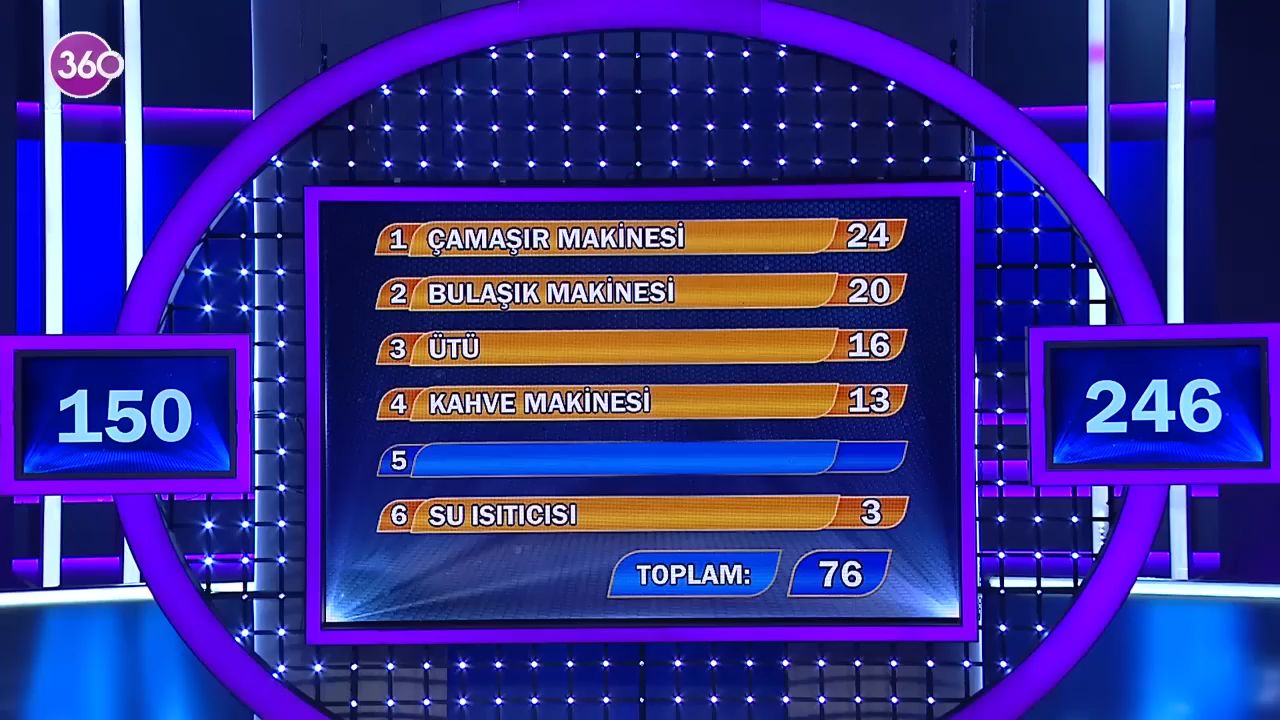 360
1 ÇAMAŞIR MAKİNESİ 24
2 BULAŞIK MAKİNESİ 20
3 ÜTÜ 16
4 KAHVE MAKİNESİ 13
5
6 SU ISITICISI 3
TOPLAM: 76
150
246